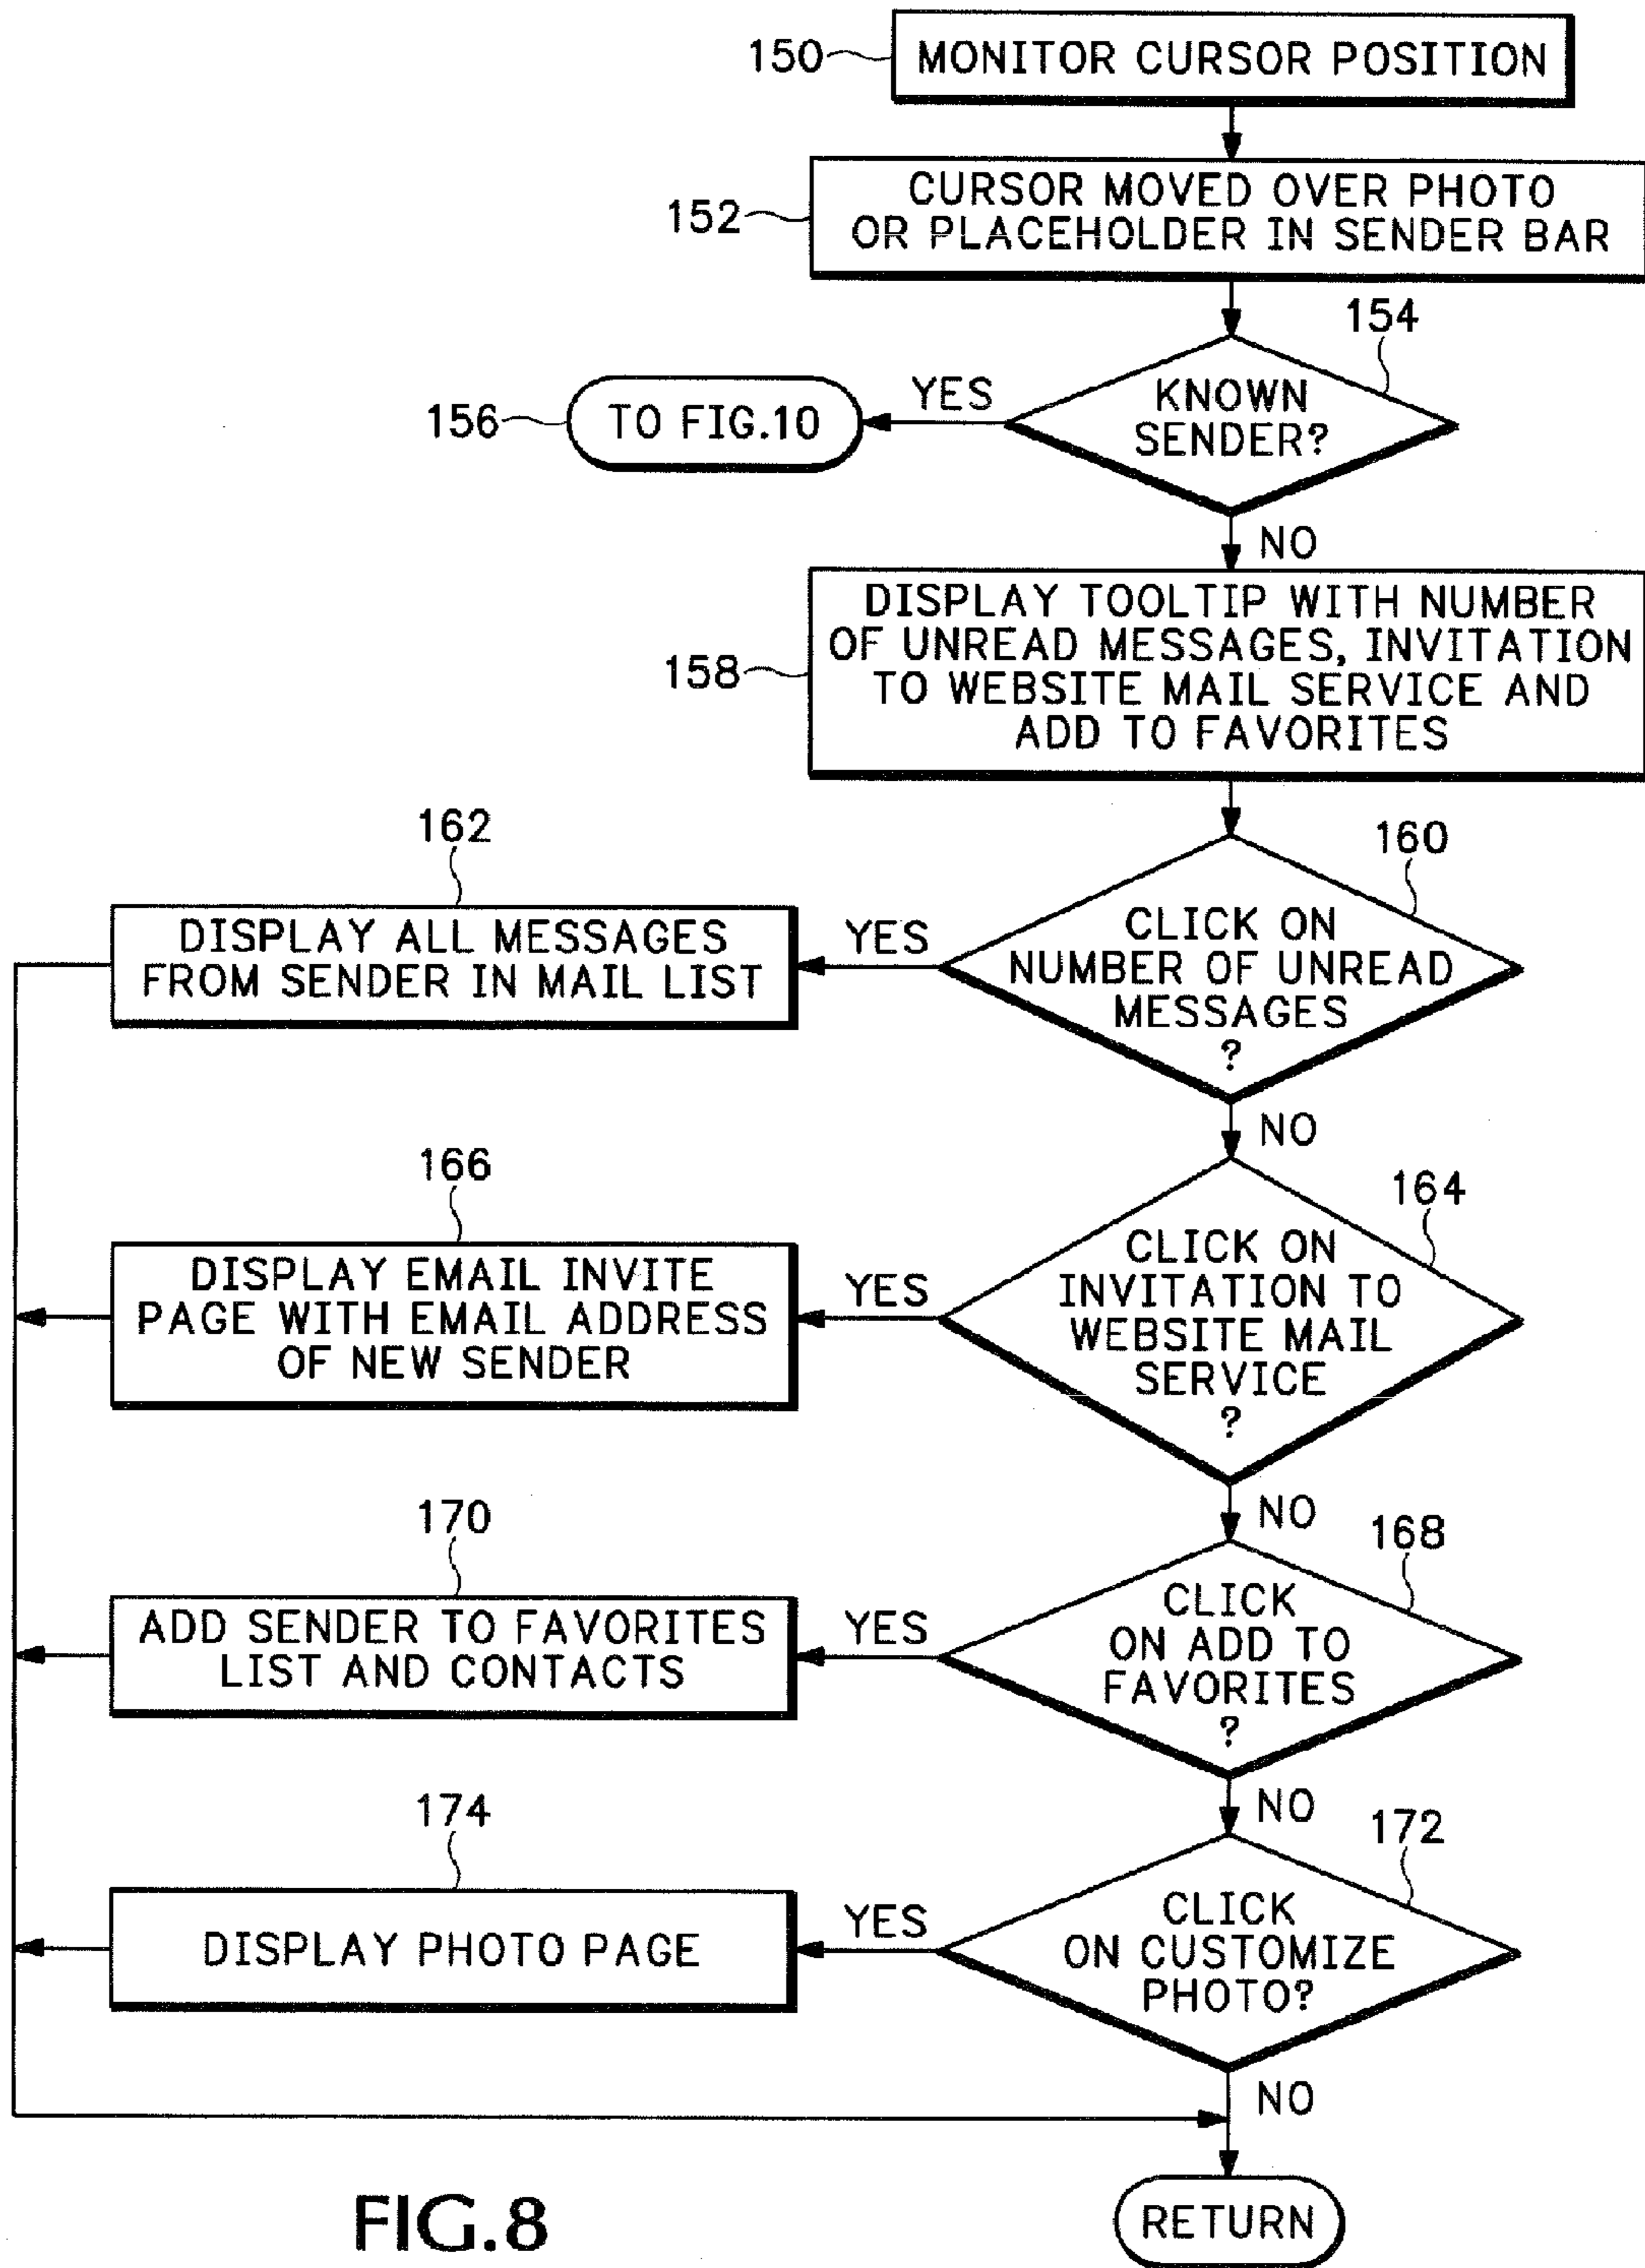 150
MONITOR CURSOR POSITION
152
CURSOR MOVED OVER PHOTO
OR PLACEHOLDER IN SENDER BAR
154
KNOWN
SENDER?
YES
156
TO FIG.10
NO
158
DISPLAY TOOLTIP WITH NUMBER
OF UNREAD MESSAGES, INVITATION
TO WEBSITE MAIL SERVICE AND
ADD TO FAVORITES
160
CLICK ON
NUMBER OF UNREAD
MESSAGES
?
YES
162
DISPLAY ALL MESSAGES
FROM SENDER IN MAIL LIST
NO
164
CLICK ON
INVITATION TO
WEBSITE MAIL
SERVICE
?
YES
166
DISPLAY EMAIL INVITE
PAGE WITH EMAIL ADDRESS
OF NEW SENDER
NO
168
CLICK
ON ADD TO
FAVORITES
?
YES
170
ADD SENDER TO FAVORITES
LIST AND CONTACTS
NO
172
CLICK
ON CUSTOMIZE
PHOTO?
YES
174
DISPLAY PHOTO PAGE
NO
RETURN
FIG.8